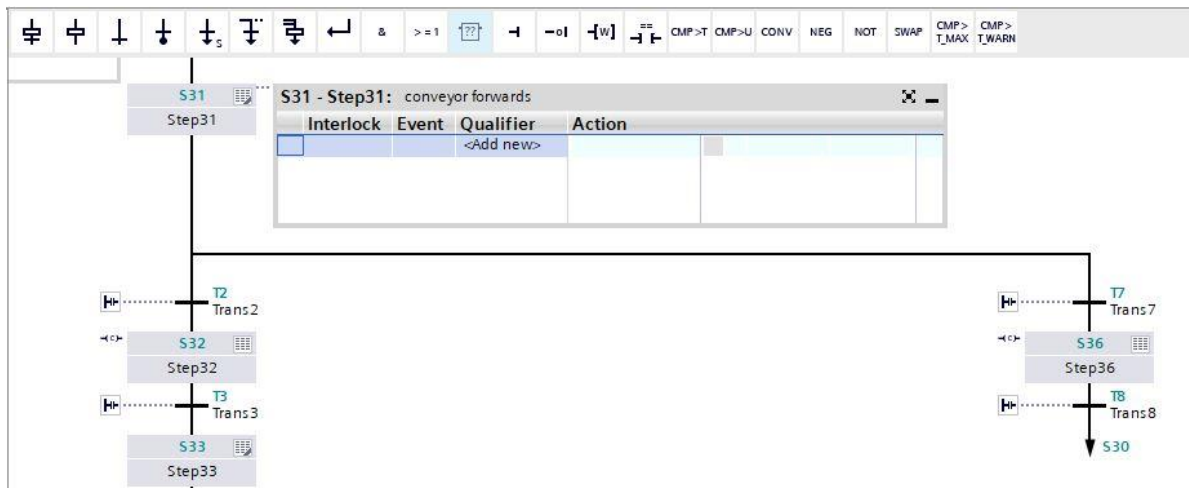 S & >=1 ?? W == CMP>T CMP>U CONV NEG NOT SWAP CMP> T_MAX CMP> T_WARN
S31
Step31
S31 - Step31: conveyor forwards
Interlock Event Qualifier Action
<Add new>
T2
Trans2
T7
Trans7
C
S32
Step32
C
S36
Step36
T3
Trans3
T8
Trans8
S33
Step33
S30